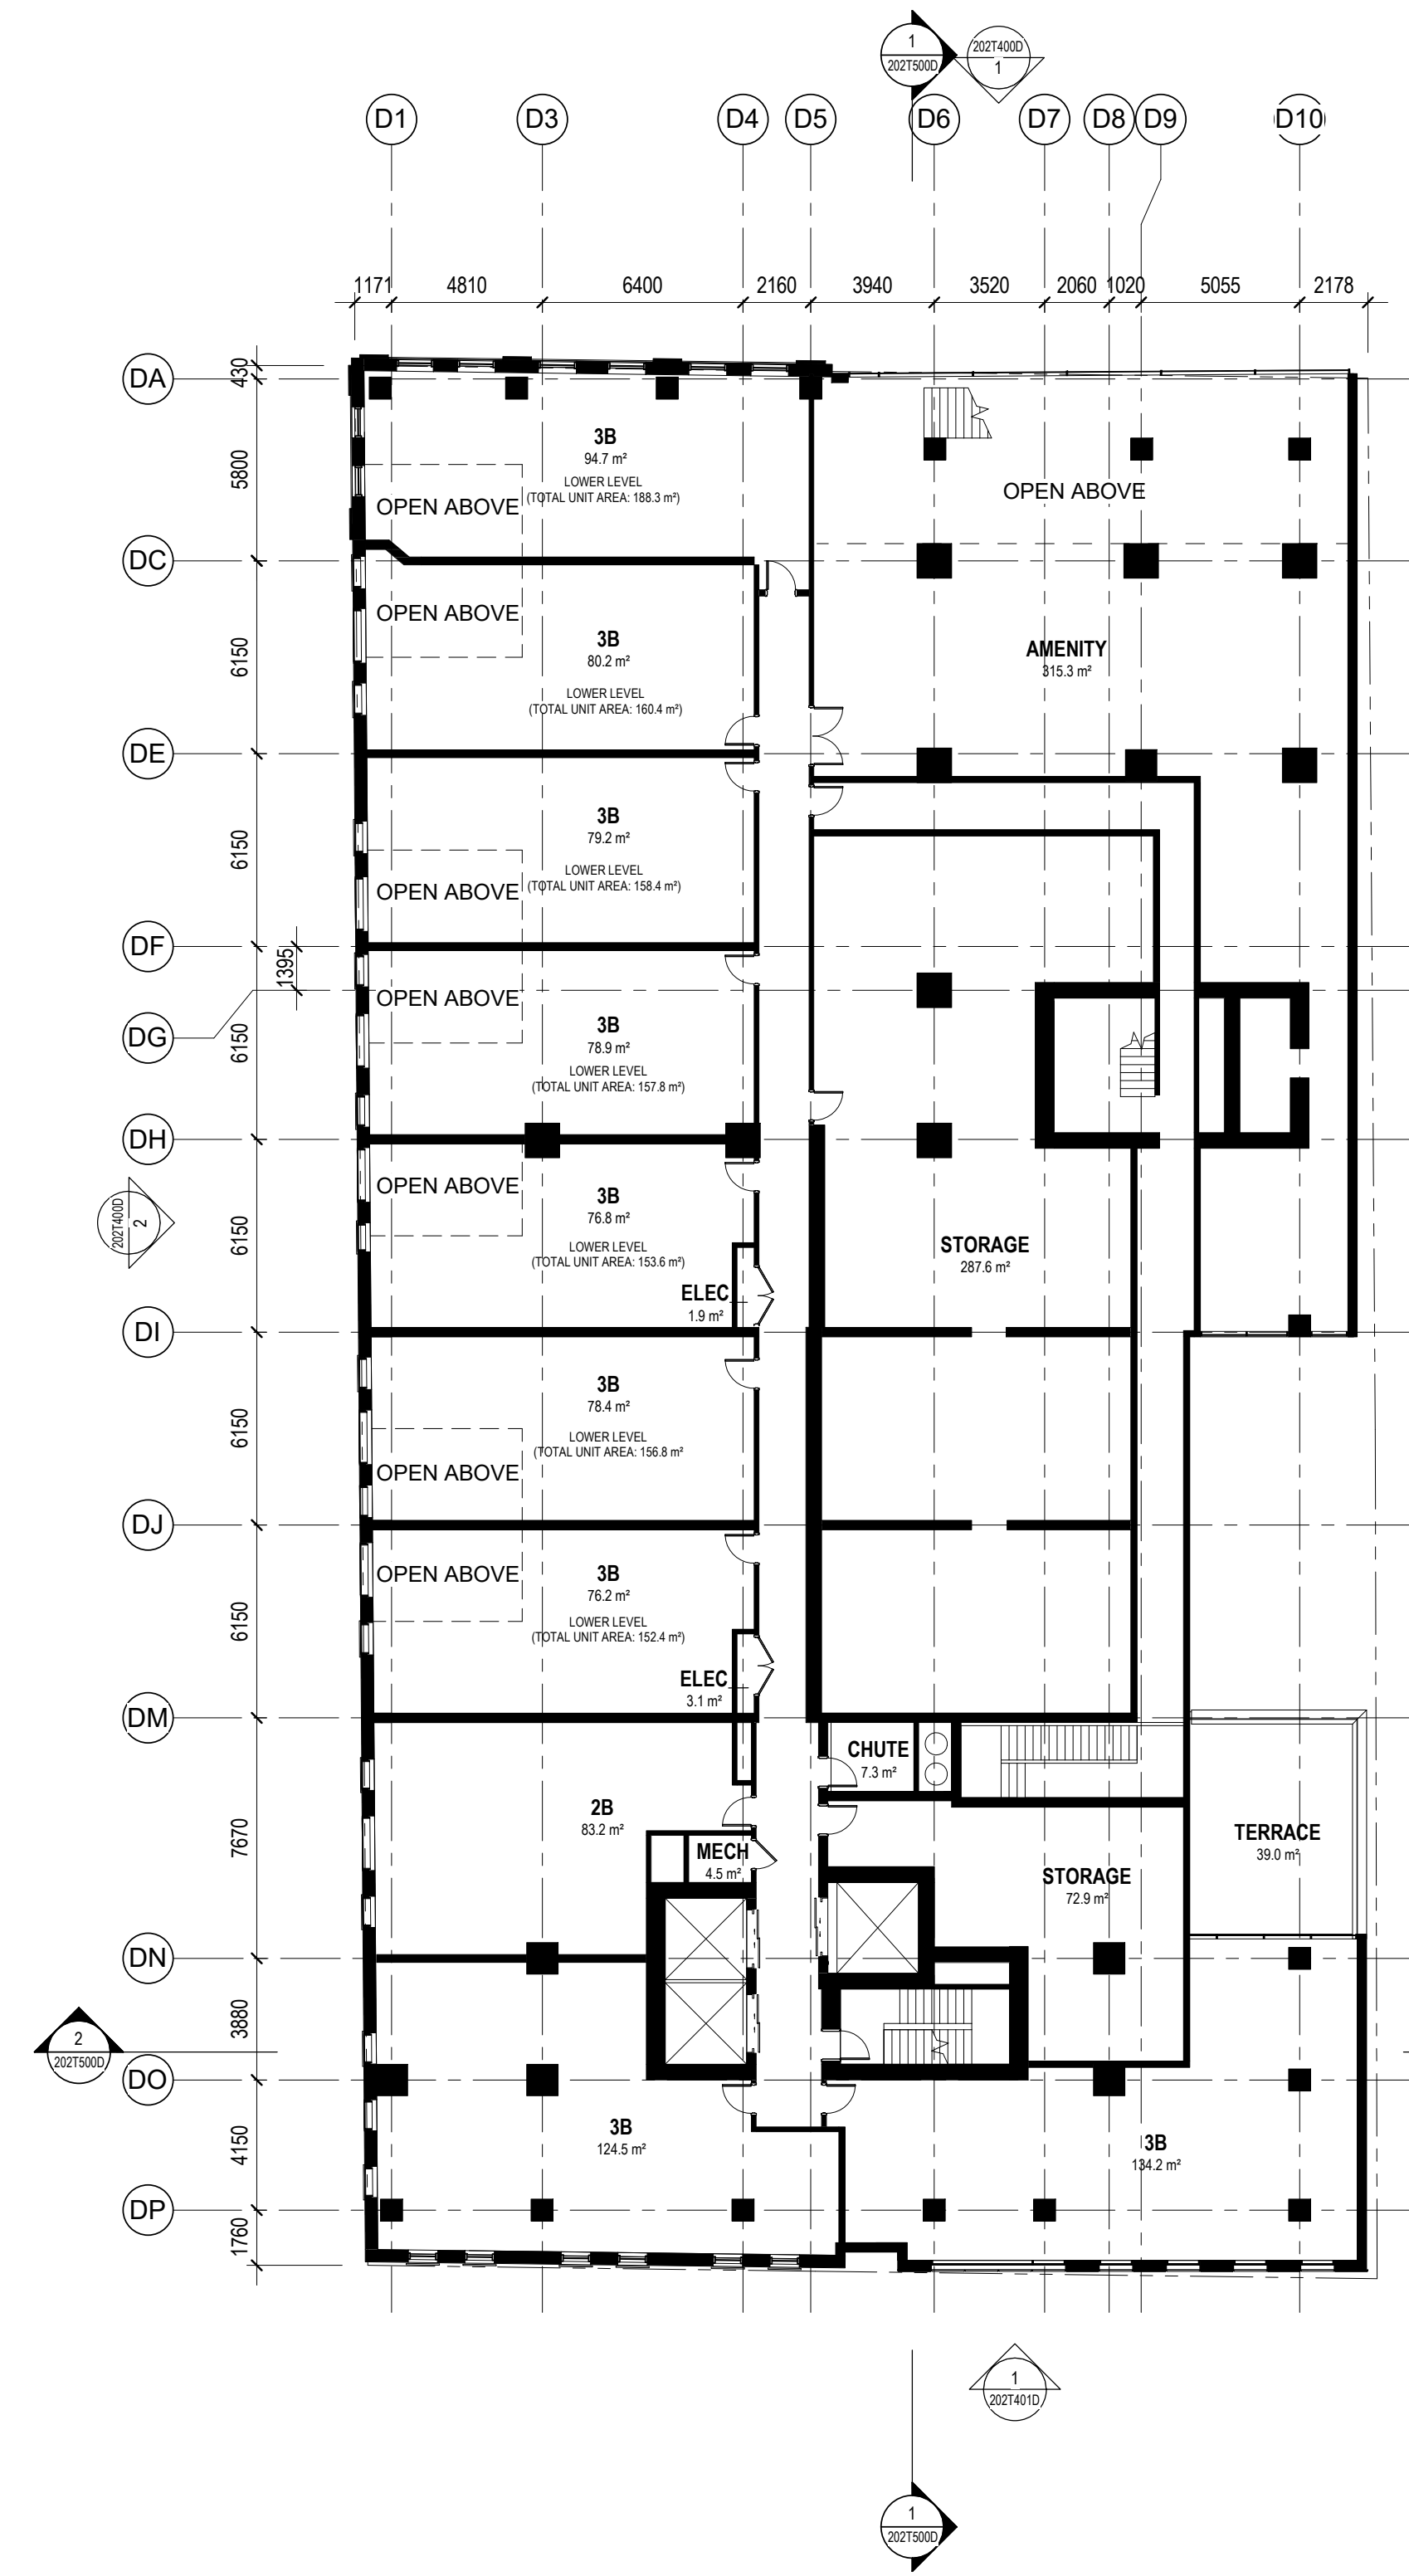 1
202T500D
202T400D
1
D1
D3
D4
D5
D6
D7
D8
D9
D10
1171
4810
6400
2160
3940
3520
2060
1020
5055
2178
DA
430
3B
94.7 m²
LOWER LEVEL
(TOTAL UNIT AREA: 188.3 m²)
OPEN ABOVE
OPEN ABOVE
5800
DC
OPEN ABOVE
3B
80.2 m²
LOWER LEVEL
(TOTAL UNIT AREA: 160.4 m²)
AMENITY
315.3 m²
6150
DE
3B
79.2 m²
LOWER LEVEL
(TOTAL UNIT AREA: 158.4 m²)
OPEN ABOVE
6150
DF
1395
OPEN ABOVE
3B
78.9 m²
LOWER LEVEL
(TOTAL UNIT AREA: 157.8 m²)
DG
6150
DH
OPEN ABOVE
3B
76.8 m²
LOWER LEVEL
(TOTAL UNIT AREA: 153.6 m²)
202T400D
2
6150
STORAGE
287.6 m²
ELEC
1.9 m²
DI
3B
78.4 m²
LOWER LEVEL
(TOTAL UNIT AREA: 156.8 m²
OPEN ABOVE
6150
DJ
OPEN ABOVE
3B
76.2 m²
LOWER LEVEL
(TOTAL UNIT AREA: 152.4 m²)
6150
ELEC
3.1 m²
DM
CHUTE
7.3 m²
2B
83.2 m²
7670
MECH
4.5 m²
TERRACE
39.0 m²
STORAGE
72.9 m²
DN
3880
2
202T500D
DO
3B
124.5 m²
3B
134.2 m²
4150
DP
1760
1
202T401D
1
202T500D